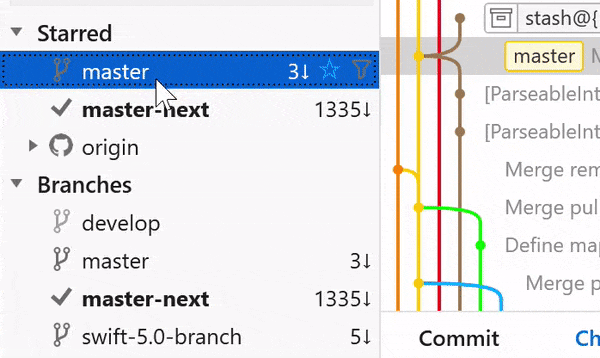 Starred
master 3↓
master-next 1335↓
origin
Branches
develop
master 3↓
master-next 1335↓
swift-5.0-branch 5↓
stash@{
master
[ParseableInt
[ParseableInt
Merge rem
Merge pul
Define map
Merge p
Commit Ch